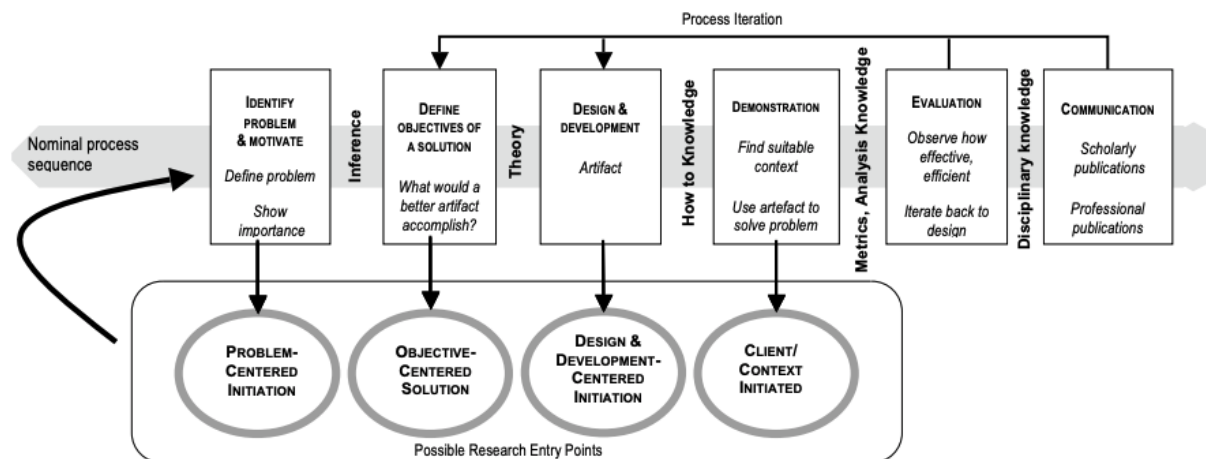 Process Iteration
Nominal process
sequence
IDENTIFY
PROBLEM
& MOTIVATE
Define problem
Show
importance
Inference
DEFINE
OBJECTIVES OF
A SOLUTION
What would a
better artifact
accomplish?
Theory
DESIGN &
DEVELOPMENT
Artifact
How to Knowledge
DEMONSTRATION
Find suitable
context
Use artefact to
solve problem
Metrics, Analysis Knowledge
EVALUATION
Observe how
effective,
efficient
Iterate back to
design
Disciplinary knowledge
COMMUNICATION
Scholarly
publications
Professional
publications
PROBLEM-
CENTERED
INITIATION
OBJECTIVE-
CENTERED
SOLUTION
DESIGN &
DEVELOPMENT-
CENTERED
INITIATION
CLIENT/
CONTEXT
INITIATED
Possible Research Entry Points